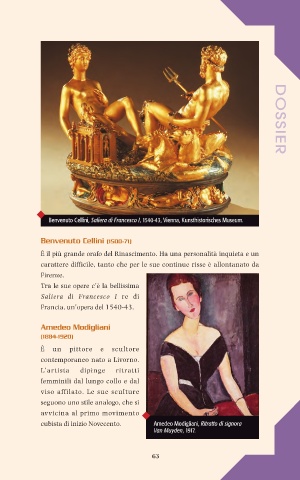 DOSSIER
Benvenuto Cellini, Saliera di Francesco I, 1540-43, Vienna, Kunsthistorisches Museum.
Benvenuto Cellini (1500-71)
È il più grande orafo del Rinascimento. Ha una personalità inquieta e un
carattere difficile, tanto che per le sue continue risse è allontanato da
Firenze.
Tra le sue opere c'è la bellissima
Saliera di Francesco I re di
Francia, un'opera del 1540-43.
Amedeo Modigliani
(1884-1920)
È un pittore e scultore
contemporaneo nato a Livorno.
L'artista dipinge ritratti
femminili dal lungo collo e dal
viso affilato. Le sue sculture
seguono uno stile analogo, che si
avvicina al primo movimento
cubista di inizio Novecento.
Amedeo Modigliani, Ritratto di signora
Van Muyden, 1917.
63